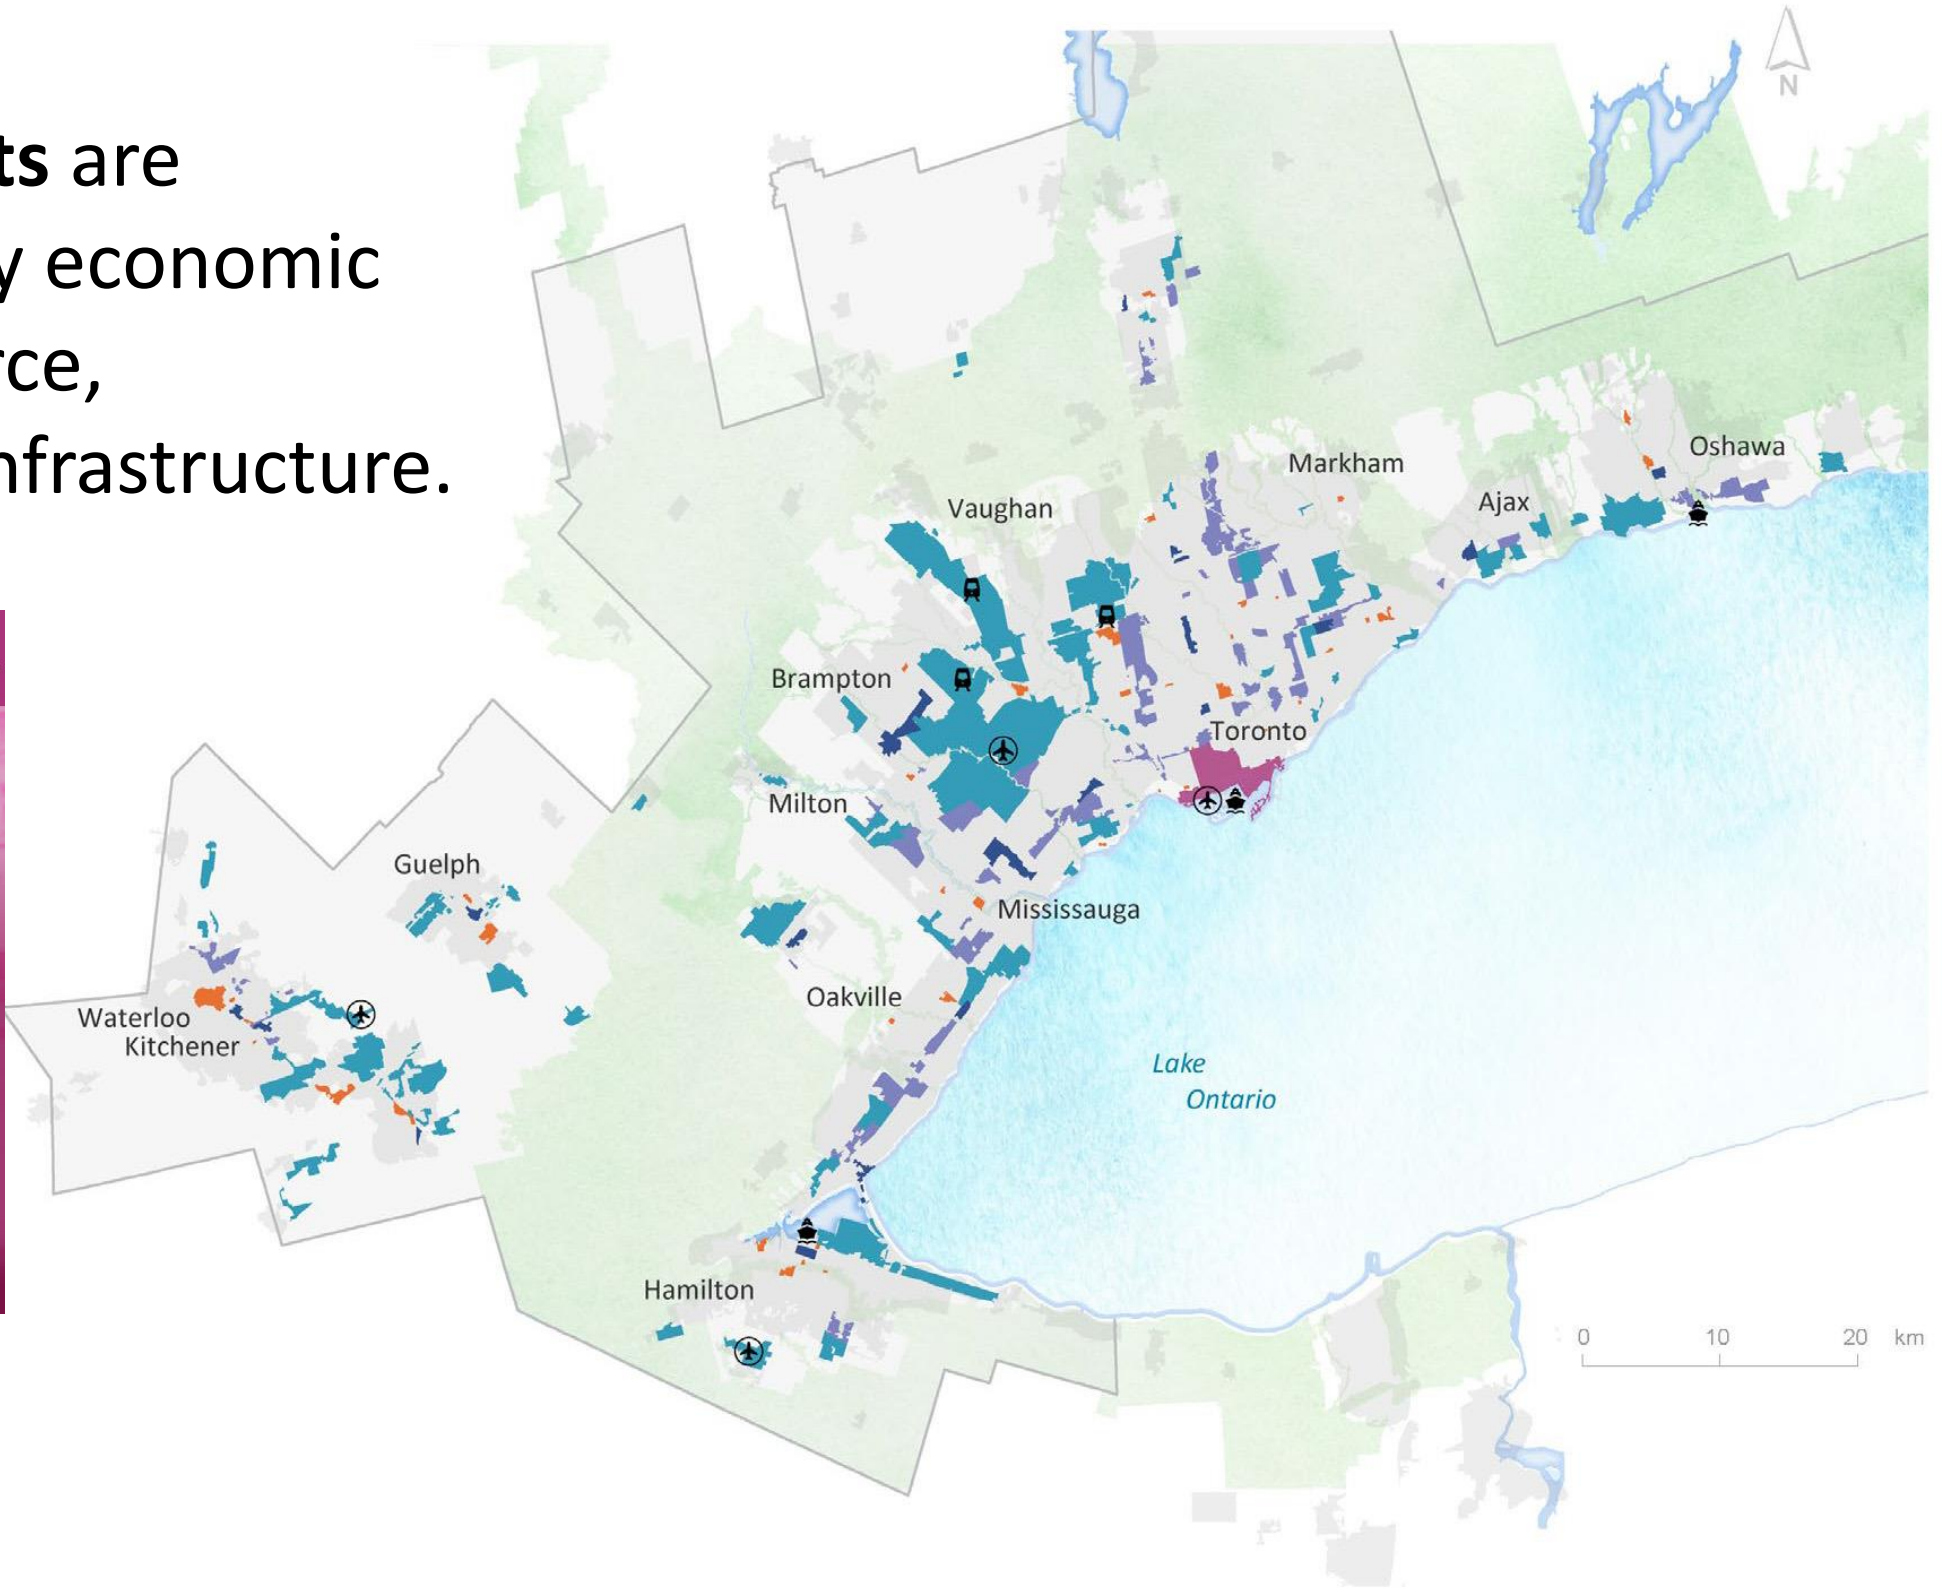 ts are
y economic
rce,
nfrastructure.
N
Oshawa
Markham
Ajax
Vaughan
Brampton
Toronto
Milton
Guelph
Mississauga
Oakville
Waterloo
Kitchener
Lake
Ontario
Hamilton
0 10 20 km